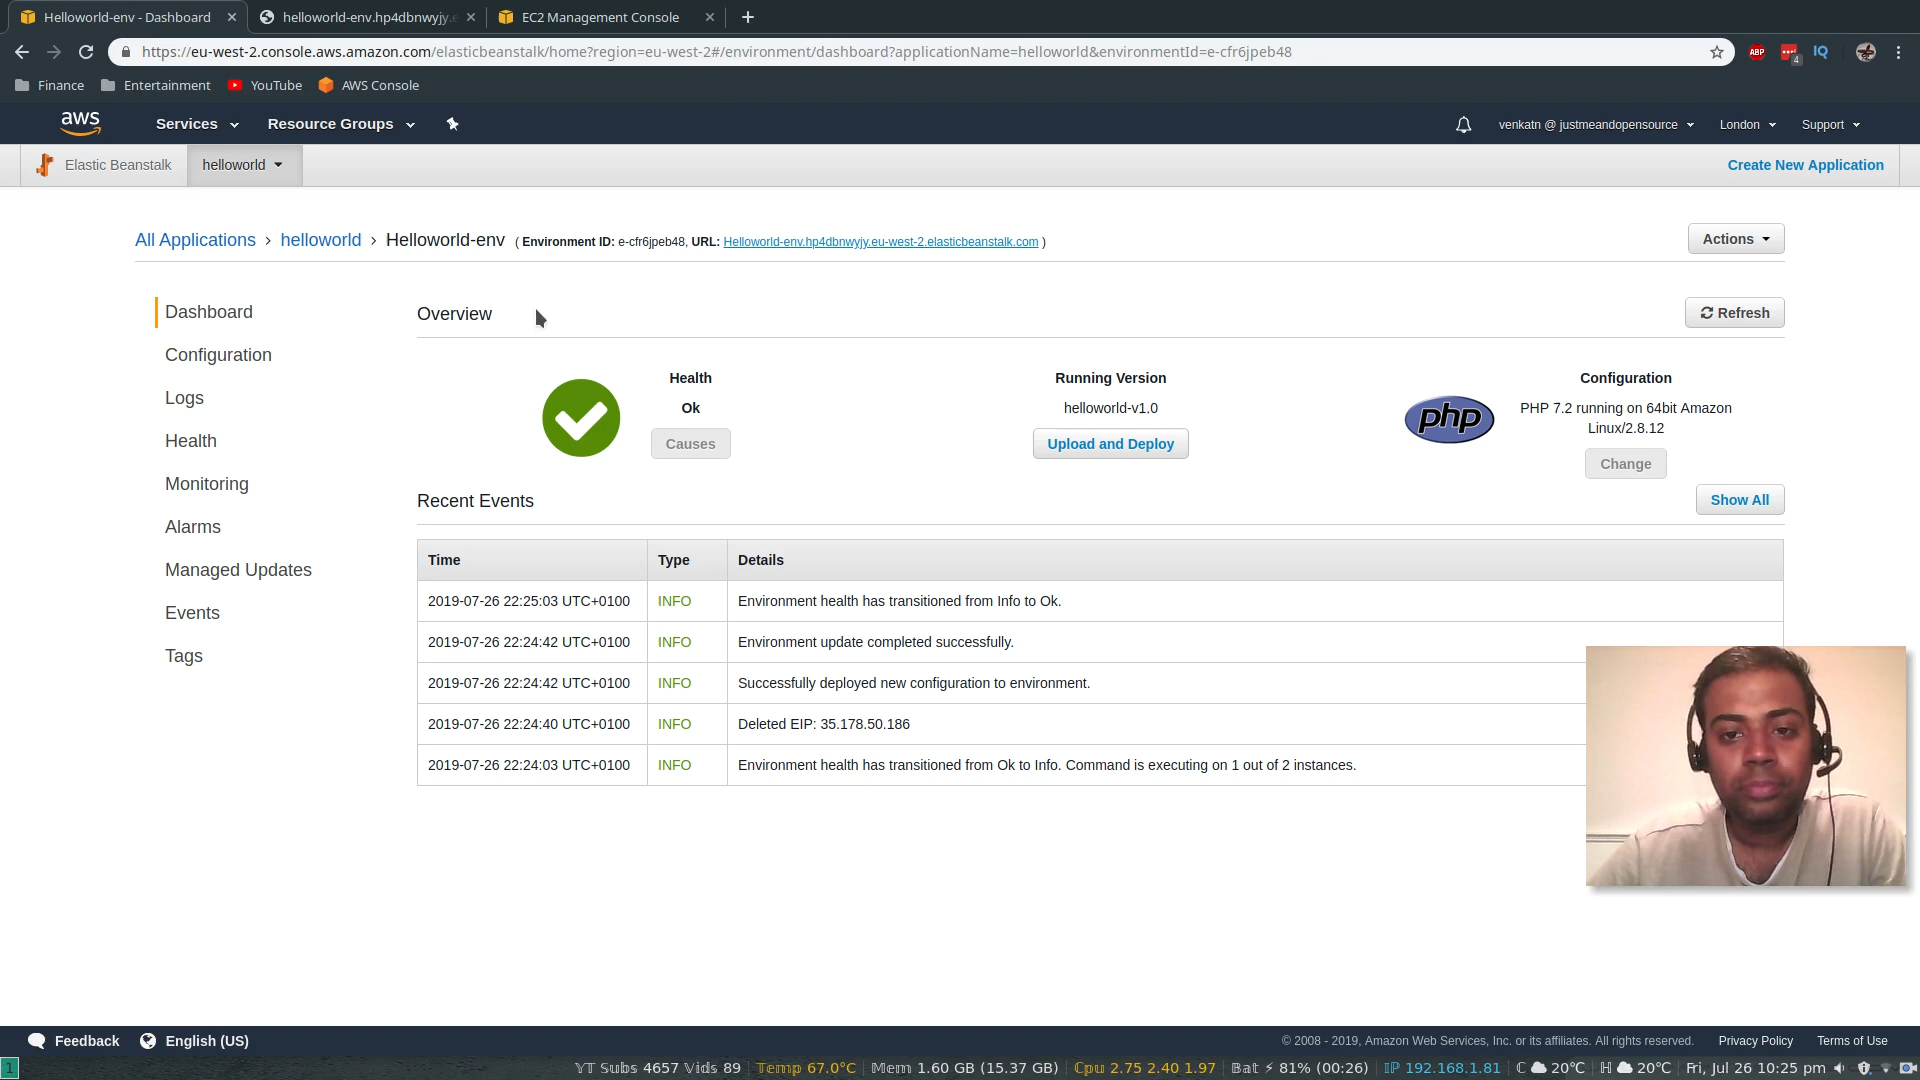 Helloworld-env - Dashboard
helloworld-env.hp4dbnwyjy.e
EC2 Management Console
https://eu-west-2.console.aws.amazon.com/elasticbeanstalk/home?region=eu-west-2#/environment/dashboard?applicationName=helloworld&environmentId=e-cfr6jpeb48
ABP
4
IQ
Finance
Entertainment
YouTube
AWS Console
aws
Services
Resource Groups
venkatn @ justmeandopensource
London
Support
Elastic Beanstalk
helloworld
Create New Application
All Applications > helloworld > Helloworld-env ( Environment ID: e-cfr6jpeb48, URL: Helloworld-env.hp4dbnwyjy.eu-west-2.elasticbeanstalk.com )
Actions
Dashboard
Configuration
Logs
Health
Monitoring
Alarms
Managed Updates
Events
Tags
Overview
Refresh
Health
Ok
Causes
Running Version
helloworld-v1.0
Upload and Deploy
php
Configuration
PHP 7.2 running on 64bit Amazon
Linux/2.8.12
Change
Recent Events
Show All
Time Type Details
2019-07-26 22:25:03 UTC+0100 INFO Environment health has transitioned from Info to Ok.
2019-07-26 22:24:42 UTC+0100 INFO Environment update completed successfully.
2019-07-26 22:24:42 UTC+0100 INFO Successfully deployed new configuration to environment.
2019-07-26 22:24:40 UTC+0100 INFO Deleted EIP: 35.178.50.186
2019-07-26 22:24:03 UTC+0100 INFO Environment health has transitioned from Ok to Info. Command is executing on 1 out of 2 instances.
Feedback
English (US)
© 2008 - 2019, Amazon Web Services, Inc. or its affiliates. All rights reserved.
Privacy Policy
Terms of Use
1
YT Subs 4657 Vids 89
Temp 67.0°C
Mem 1.60 GB (15.37 GB)
Cpu 2.75 2.40 1.97
Bat ⚡ 81% (00:26)
IP 192.168.1.81
C 20°C
H 20°C
Fri, Jul 26 10:25 pm